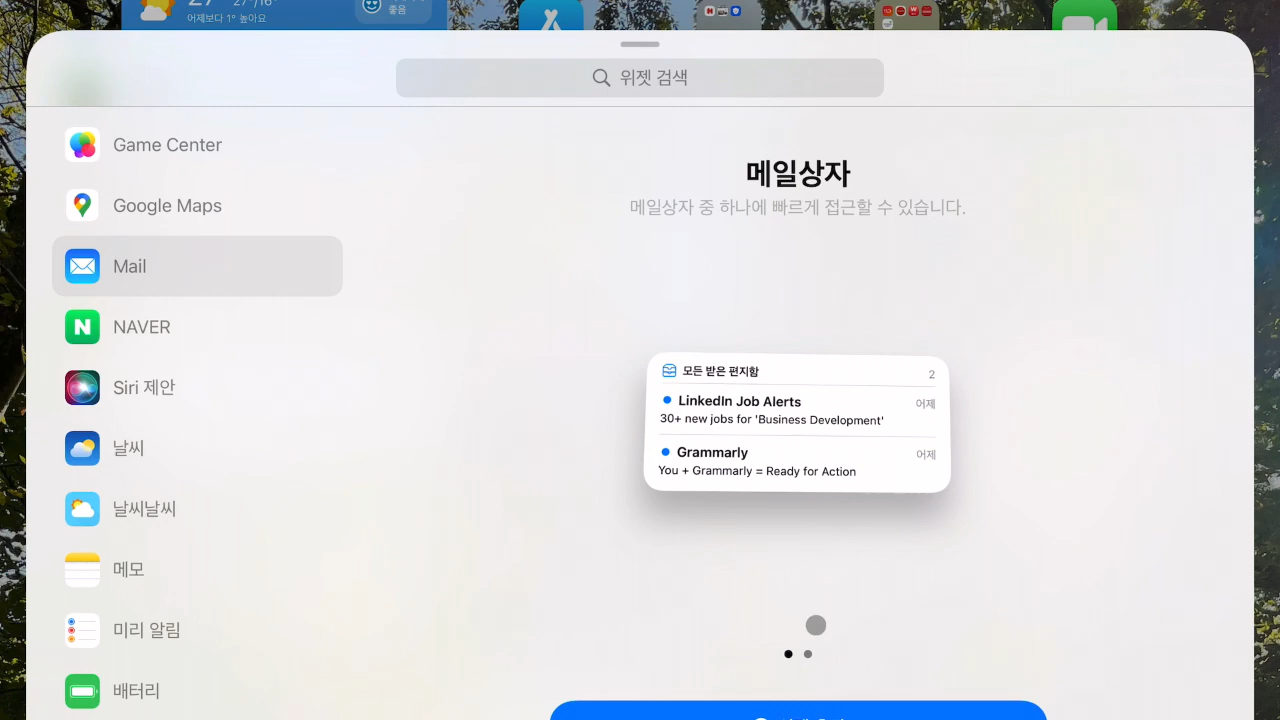 어제보다 1° 높아요
좋음
위젯 검색
Game Center
Google Maps
Mail
NAVER
Siri 제안
날씨
날씨날씨
메모
미리 알림
배터리
메일상자
메일상자 중 하나에 빠르게 접근할 수 있습니다.
모든 받은 편지함 2
LinkedIn Job Alerts 어제
30+ new jobs for 'Business Development'
Grammarly 어제
You + Grammarly = Ready for Action